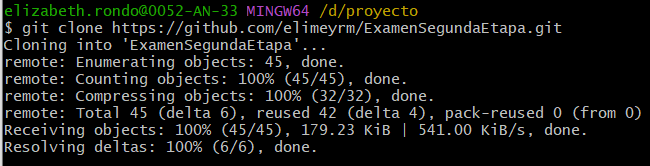 elizabeth.rondo@0052-AN-33 MINGW64 /d/proyecto
$ git clone https://github.com/elimeyrm/ExamenSegundaEtapa.git
Cloning into 'ExamenSegundaEtapa'...
remote: Enumerating objects: 45, done.
remote: Counting objects: 100% (45/45), done.
remote: Compressing objects: 100% (32/32), done.
remote: Total 45 (delta 6), reused 42 (delta 4), pack-reused 0 (from 0)
Receiving objects: 100% (45/45), 179.23 KiB | 541.00 KiB/s, done.
Resolving deltas: 100% (6/6), done.